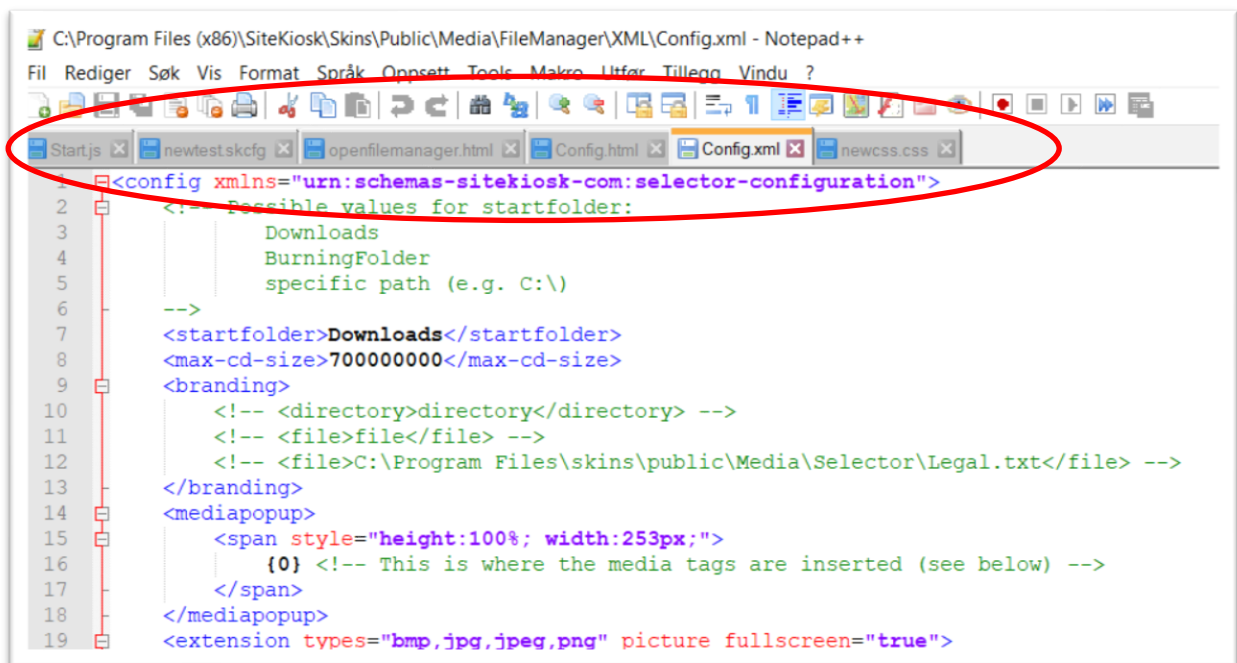 C:\Program Files (x86)\SiteKiosk\Skins\Public\Media\FileManager\XML\Config.xml - Notepad++
Fil Rediger Søk Vis Format Språk Oppsett Tools Makro Utfør Tillegg Vindu ?
Start.js newtest.skcfg openfilemanager.html Config.html Config.xml newcss.css
1 <config xmlns="urn:schemas-sitekiosk-com:selector-configuration">
2 <!-- Possible values for startfolder:
3 Downloads
4 BurningFolder
5 specific path (e.g. C:\)
6 -->
7 <startfolder>Downloads</startfolder>
8 <max-cd-size>700000000</max-cd-size>
9 <branding>
10 <!-- <directory>directory</directory> -->
11 <!-- <file>file</file> -->
12 <!-- <file>C:\Program Files\skins\public\Media\Selector\Legal.txt</file> -->
13 </branding>
14 <mediapopup>
15 <span style="height:100%; width:253px;">
16 {0} <!-- This is where the media tags are inserted (see below) -->
17 </span>
18 </mediapopup>
19 <extension types="bmp,jpg,jpeg,png" picture fullscreen="true">